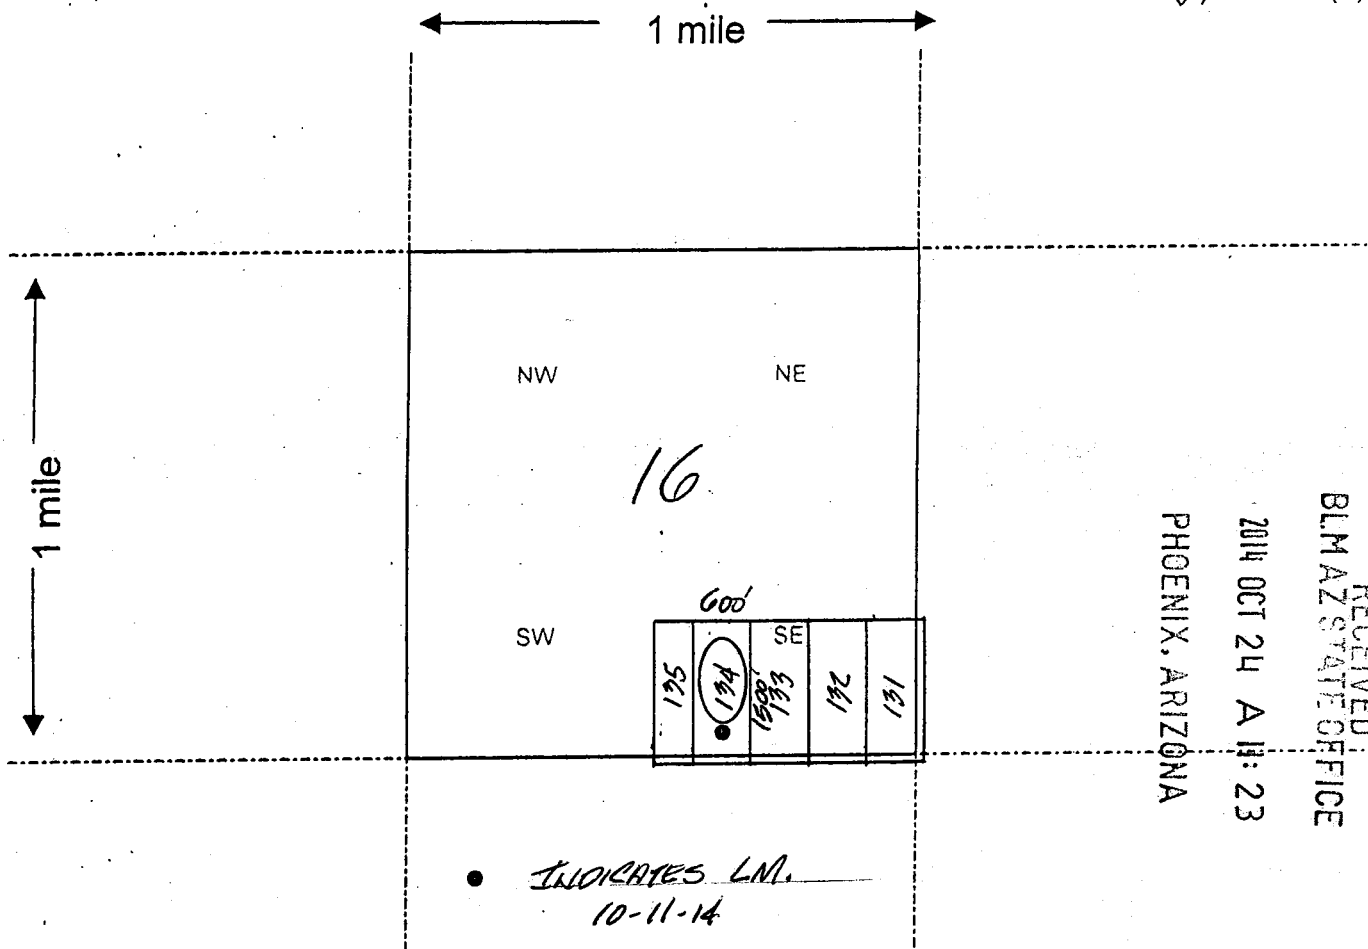 1 mile
1 mile
NW
NE
16
600'
SW
SE
135
134
1500'
133
132
131
RECEIVED
BLM AZ STATE OFFICE
2014 OCT 24 A 11: 23
PHOENIX, ARIZONA
INDICATES LM.
10-11-14